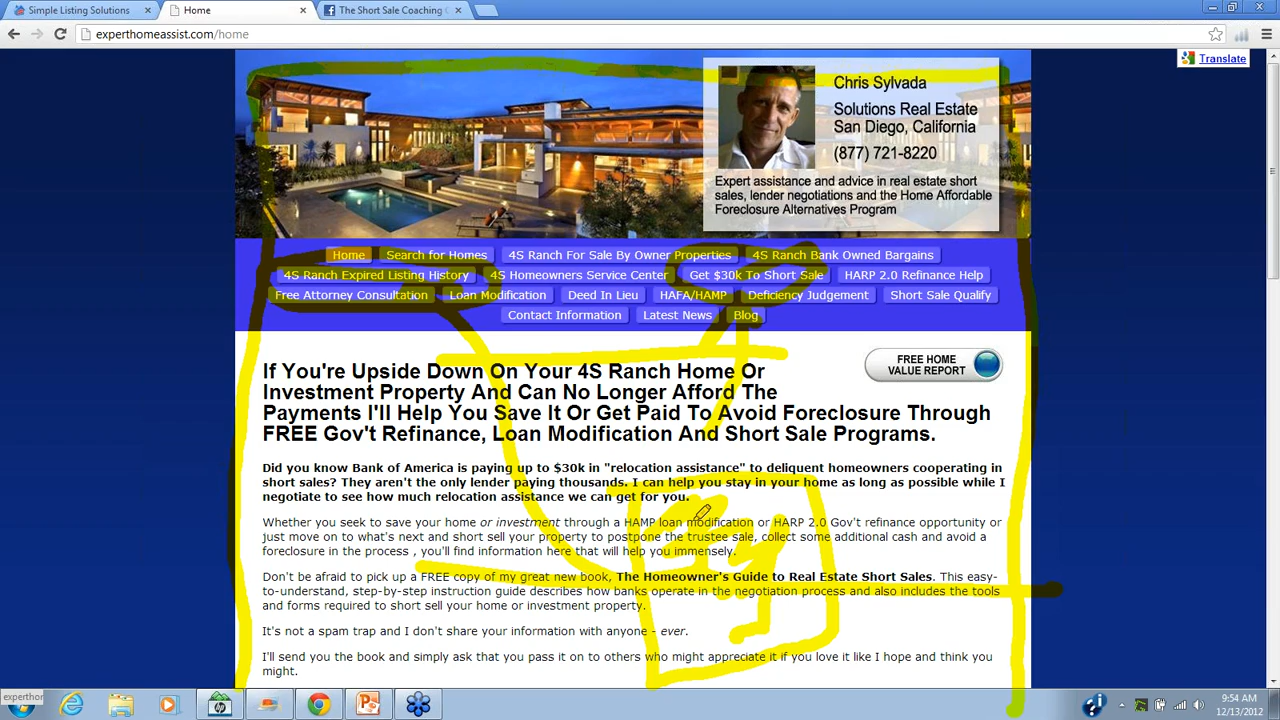 Simple Listing Solutions
Home
The Short Sale Coaching
experthomeassist.com/home
Translate
Chris Sylvada
Solutions Real Estate
San Diego, California
(877) 721-8220
Expert assistance and advice in real estate short
sales, lender negotiations and the Home Affordable
Foreclosure Alternatives Program
Home Search for Homes 4S Ranch For Sale By Owner Properties 4S Ranch Bank Owned Bargains
4S Ranch Expired Listing History 4S Homeowners Service Center Get $30k To Short Sale HARP 2.0 Refinance Help
Free Attorney Consultation Loan Modification Deed In Lieu HAFA/HAMP Deficiency Judgement Short Sale Qualify
Contact Information Latest News Blog
If You're Upside Down On Your 4S Ranch Home Or
Investment Property And Can No Longer Afford The
Payments I'll Help You Save It Or Get Paid To Avoid Foreclosure Through
FREE Gov't Refinance, Loan Modification And Short Sale Programs.
FREE HOME
VALUE REPORT
Did you know Bank of America is paying up to $30k in "relocation assistance" to deliquent homeowners cooperating in
short sales? They aren't the only lender paying thousands. I can help you stay in your home as long as possible while I
negotiate to see how much relocation assistance we can get for you.
Whether you seek to save your home or investment through a HAMP loan modification or HARP 2.0 Gov't refinance opportunity or
just move on to what's next and short sell your property to postpone the trustee sale, collect some additional cash and avoid a
foreclosure in the process , you'll find information here that will help you immensely.
Don't be afraid to pick up a FREE copy of my great new book, The Homeowner's Guide to Real Estate Short Sales. This easy-
to-understand, step-by-step instruction guide describes how banks operate in the negotiation process and also includes the tools
and forms required to short sell your home or investment property.
It's not a spam trap and I don't share your information with anyone - ever.
I'll send you the book and simply ask that you pass it on to others who might appreciate it if you love it like I hope and think you
might.
experthor
9:54 AM
12/13/2012